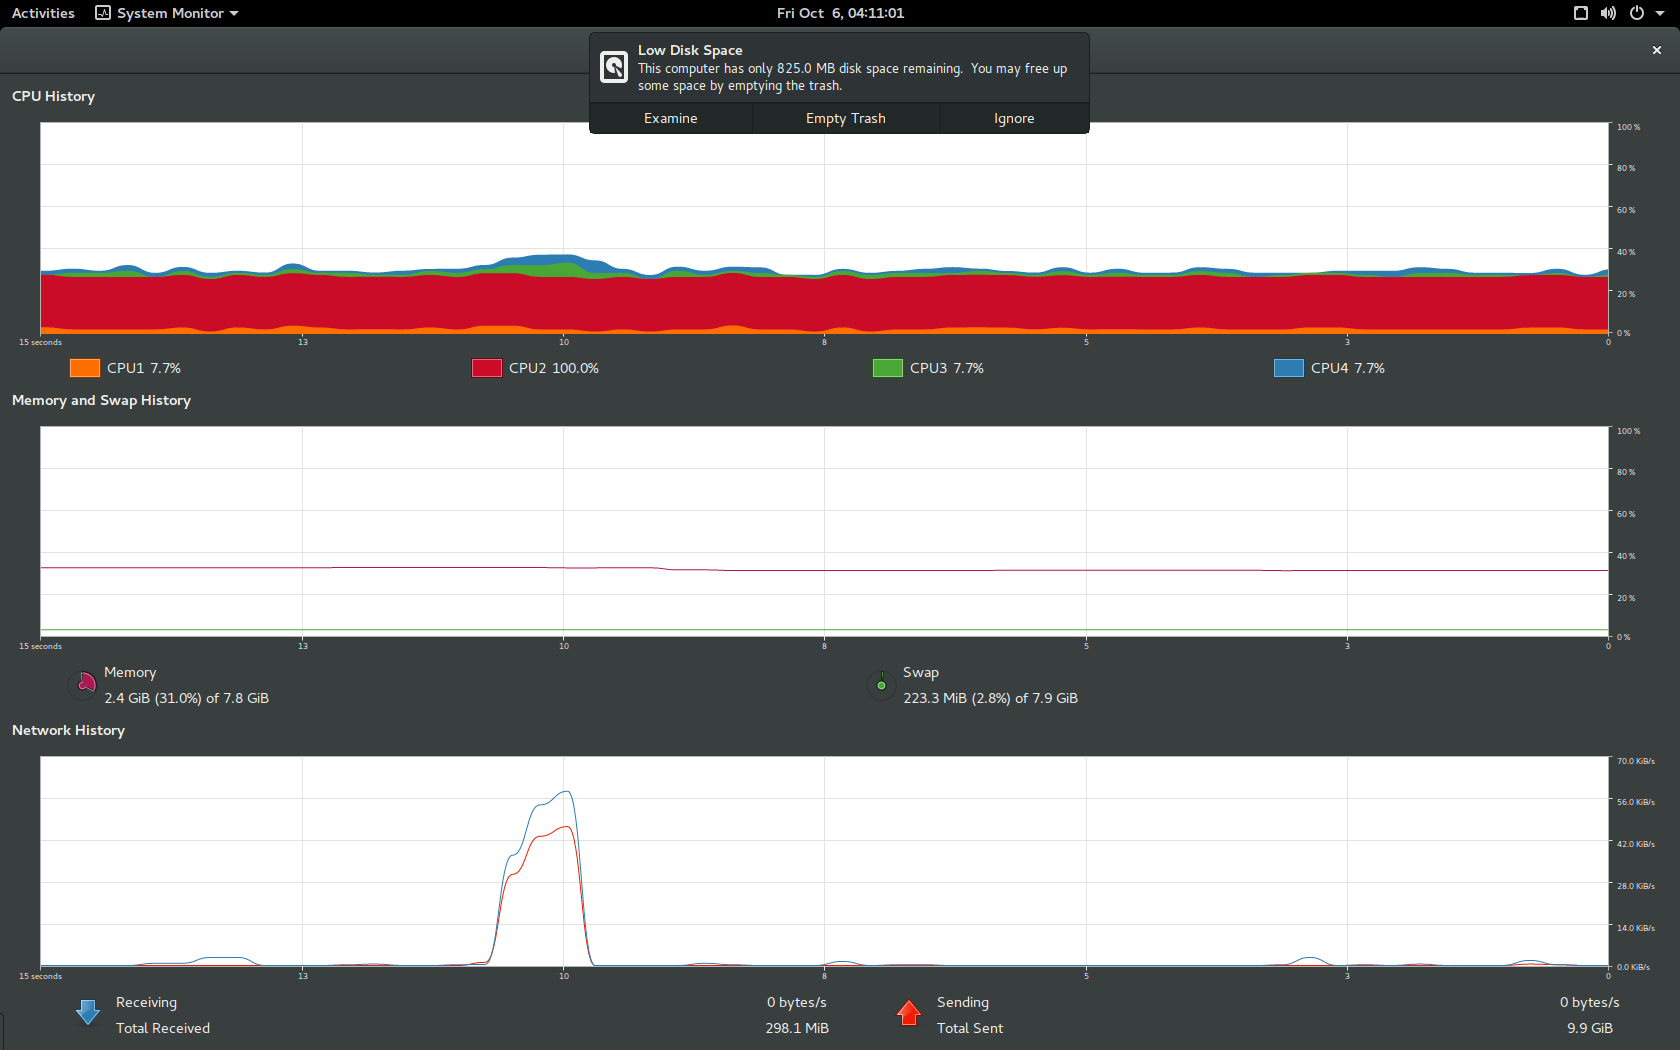 Activities System Monitor Fri Oct 6, 04:11:01
Low Disk Space
This computer has only 825.0 MB disk space remaining. You may free up
some space by emptying the trash.
Examine Empty Trash Ignore
CPU History
100 %
80 %
60 %
40 %
20 %
0 %
15 seconds 13 10 8 5 3 0
CPU1 7.7% CPU2 100.0% CPU3 7.7% CPU4 7.7%
Memory and Swap History
100 %
80 %
60 %
40 %
20 %
0 %
15 seconds 13 10 8 5 3 0
Memory Swap
2.4 GiB (31.0%) of 7.8 GiB 223.3 MiB (2.8%) of 7.9 GiB
Network History
70.0 KiB/s
56.0 KiB/s
42.0 KiB/s
28.0 KiB/s
14.0 KiB/s
0.0 KiB/s
15 seconds 13 10 8 5 3 0
Receiving 0 bytes/s Sending 0 bytes/s
Total Received 298.1 MiB Total Sent 9.9 GiB